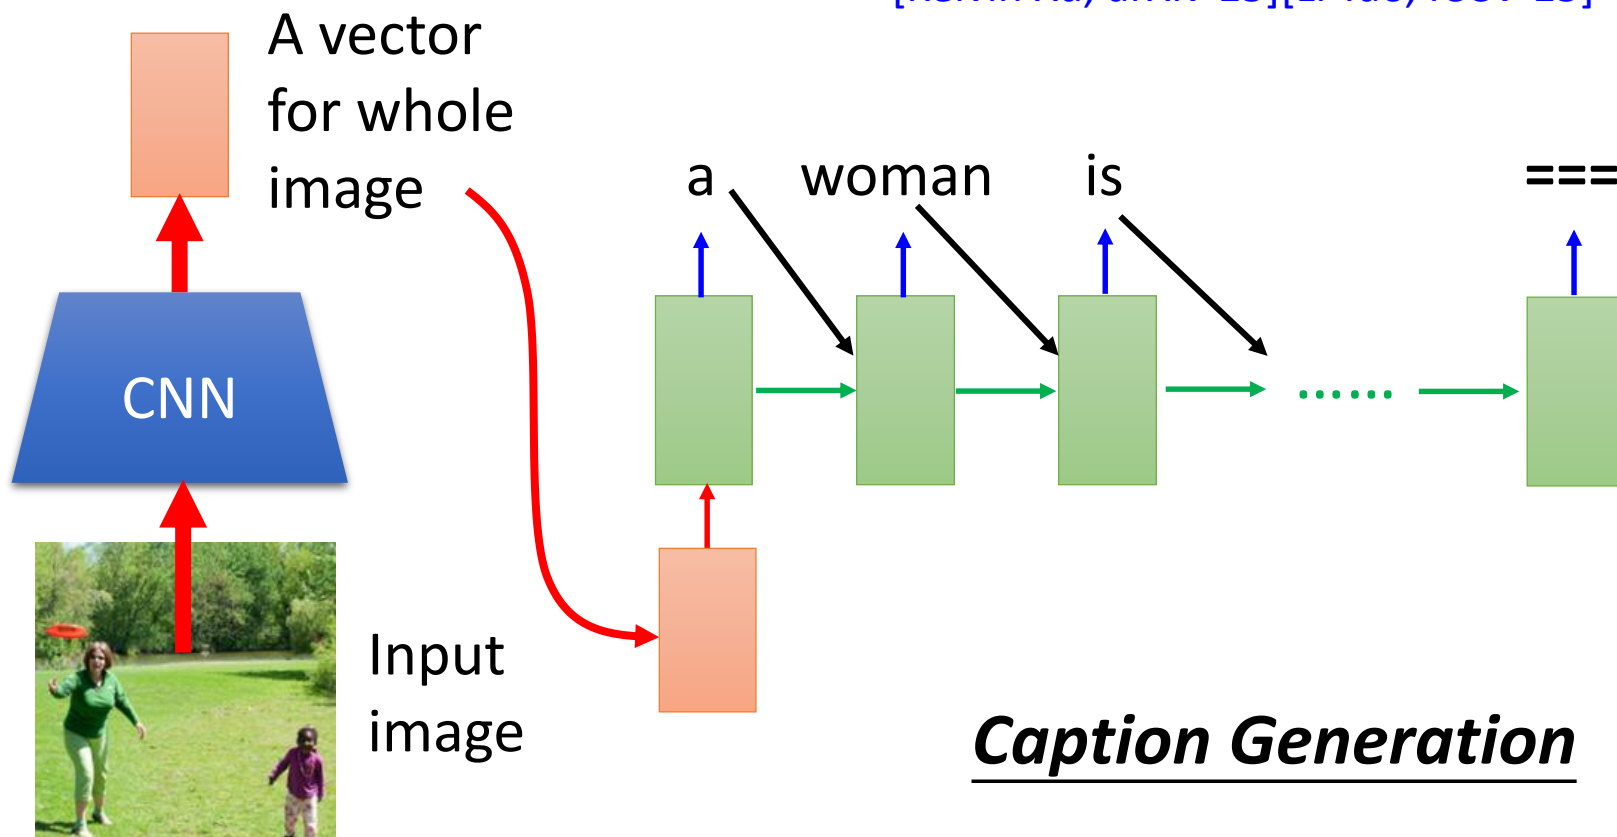 A vector
for whole
image
a woman is ===
CNN
......
Input
image
Caption Generation